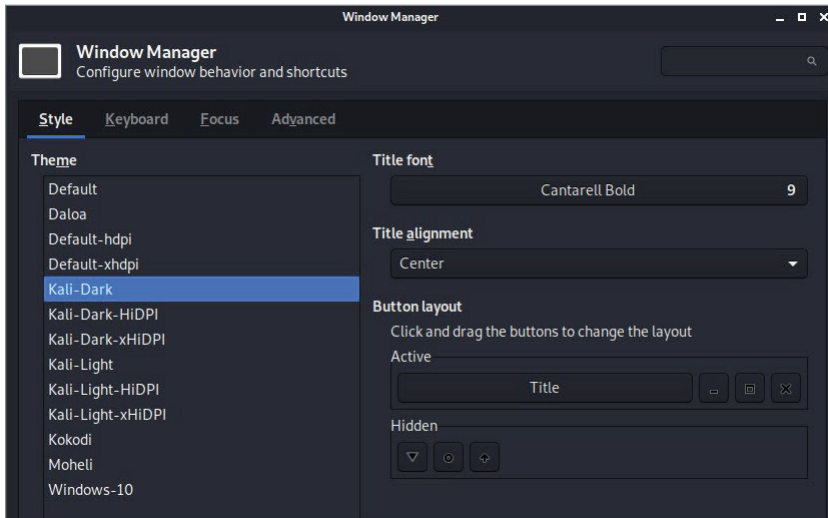 Window Manager
Window Manager
Configure window behavior and shortcuts
Style Keyboard Focus Advanced
Theme
Default
Daloa
Default-hdpi
Default-xhdpi
Kali-Dark
Kali-Dark-HiDPI
Kali-Dark-xHiDPI
Kali-Light
Kali-Light-HiDPI
Kali-Light-xHiDPI
Kokodi
Moheli
Windows-10
Title font
Cantarell Bold 9
Title alignment
Center
Button layout
Click and drag the buttons to change the layout
Active
Title
Hidden